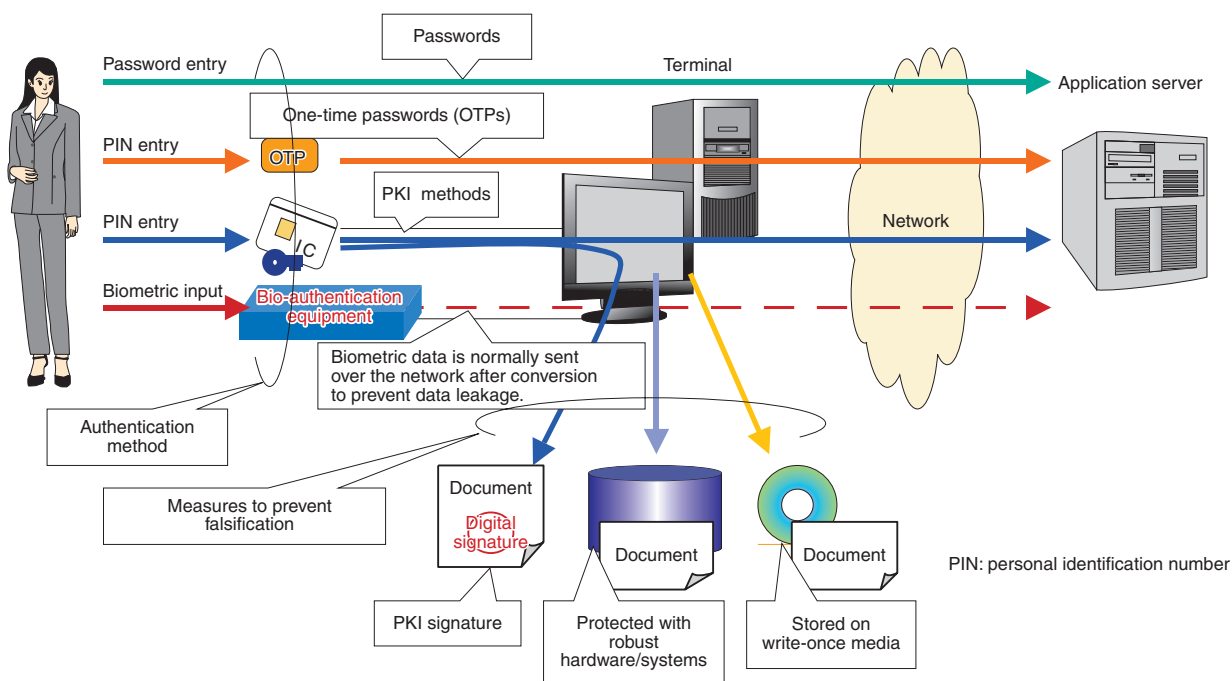 Passwords
Password entry
Terminal
Application server
One-time passwords (OTPs)
PIN entry
OTP
PKI methods
PIN entry
IC
Network
Biometric input
Bio-authentication
equipment
Biometric data is normally sent
over the network after conversion
to prevent data leakage.
Authentication
method
Measures to prevent
falsification
Document
Digital
signature
Document
Document
PIN: personal identification number
PKI signature
Protected with
robust
hardware/systems
Stored on
write-once media